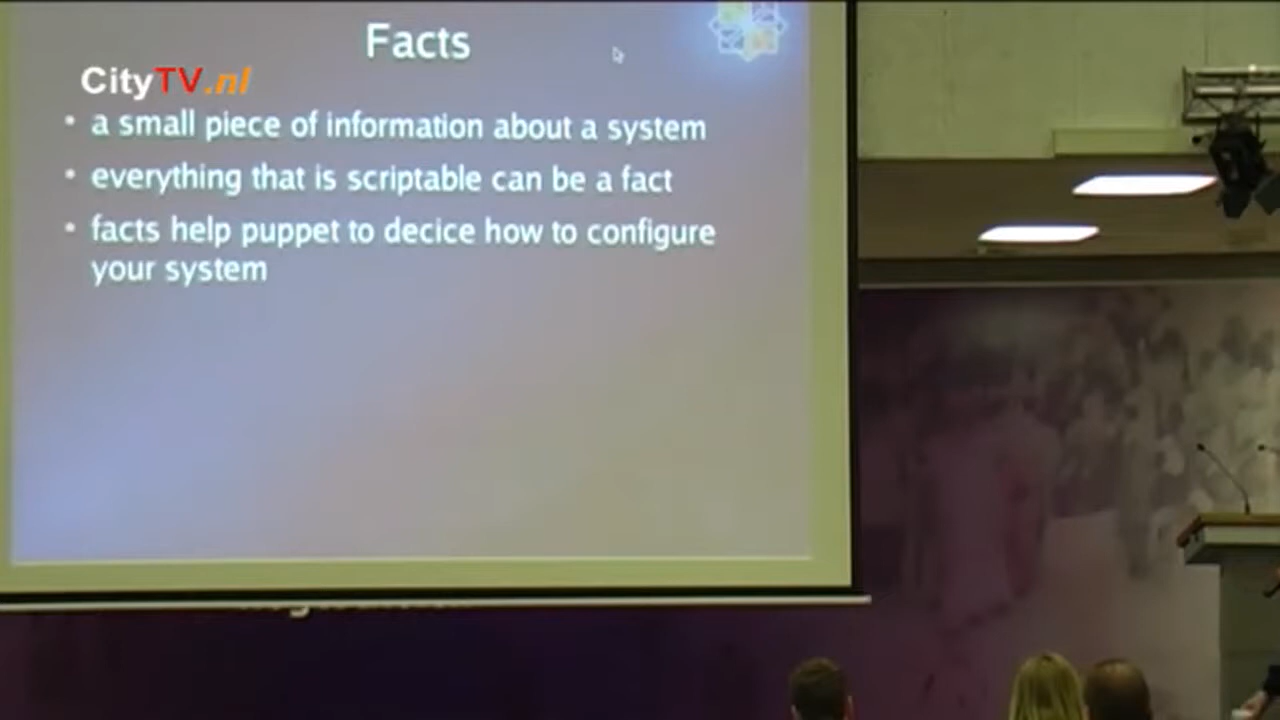 Facts
CityTV.nl
a small piece of information about a system
everything that is scriptable can be a fact
facts help puppet to decice how to configure
your system